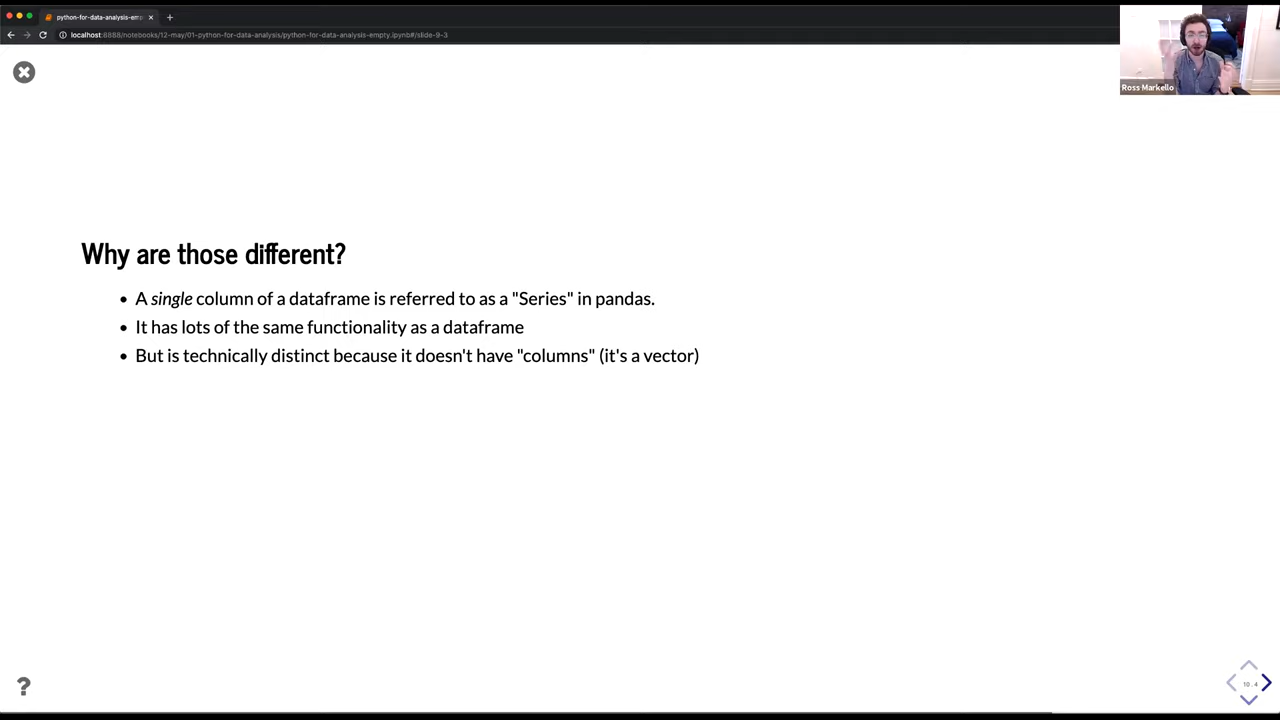 python-for-data-analysis-emp
localhost:8888/notebooks/12-may/01-python-for-data-analysis/python-for-data-analysis-empty.ipynb#/slide-9-3
Ross Markello
Why are those different?
A single column of a dataframe is referred to as a "Series" in pandas.
It has lots of the same functionality as a dataframe
But is technically distinct because it doesn't have "columns" (it's a vector)
?
10.4